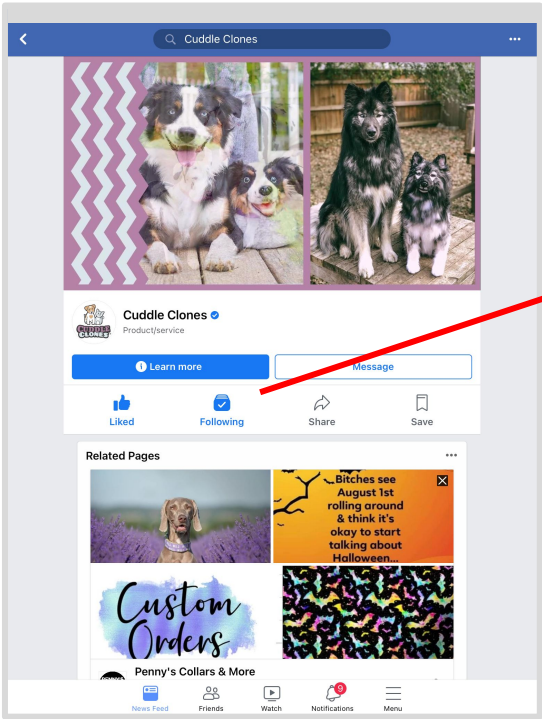 Cuddle Clones
Cuddle Clones
Product/service
CUDDLE
CLONES
Learn more
Message
Liked
Following
Share
Save
Related Pages
Bitches see
August 1st
rolling around
& think it's
okay to start
talking about
Halloween...
Custom
Orders
Penny's Collars & More
9
News Feed
Friends
Watch
Notifications
Menu